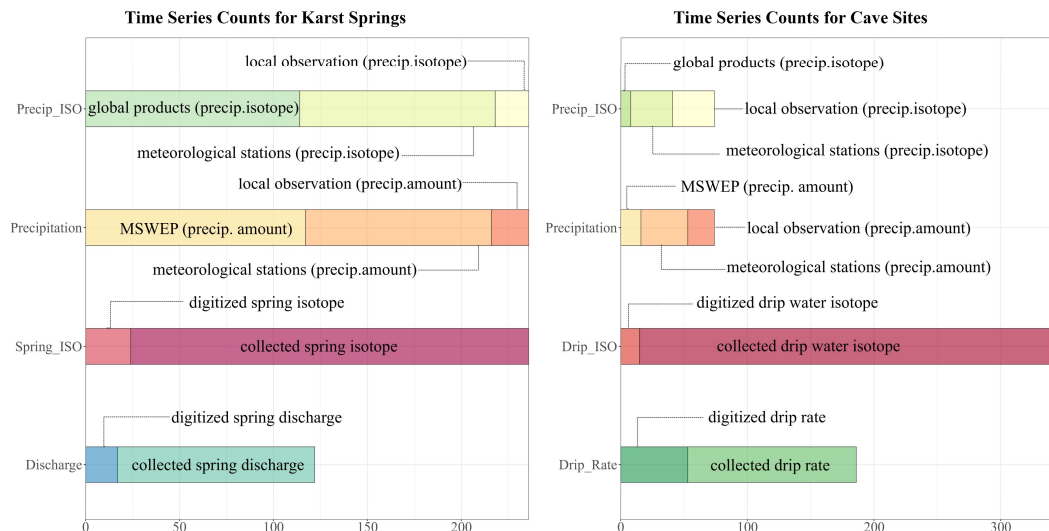 Time Series Counts for Karst Springs
local observation (precip.isotope)
Precip_ISO
global products (precip.isotope)
meteorological stations (precip.isotope)
local observation (precip.amount)
Precipitation
MSWEP (precip. amount)
meteorological stations (precip.amount)
digitized spring isotope
Spring_ISO
collected spring isotope
digitized spring discharge
Discharge
collected spring discharge
0
50
100
150
200
Time Series Counts for Cave Sites
global products (precip.isotope)
Precip_ISO
local observation (precip.isotope)
meteorological stations (precip.isotope)
MSWEP (precip. amount)
Precipitation
local observation (precip.amount)
meteorological stations (precip.amount)
digitized drip water isotope
Drip_ISO
collected drip water isotope
digitized drip rate
Drip_Rate
collected drip rate
0
100
200
300